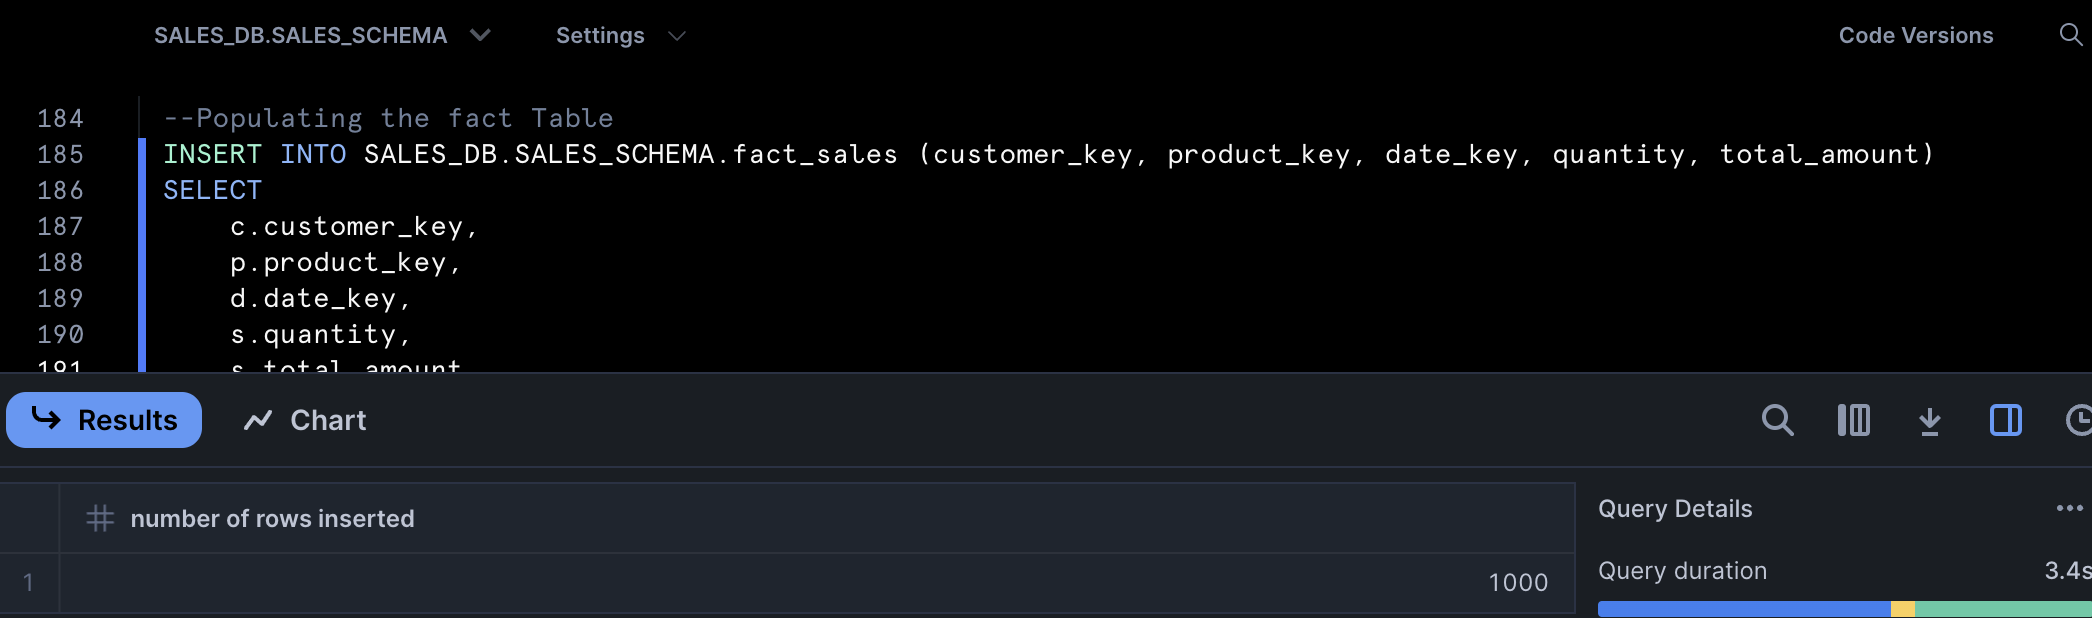 SALES_DB.SALES_SCHEMA Settings Code Versions
184 --Populating the fact Table
185 INSERT INTO SALES_DB.SALES_SCHEMA.fact_sales (customer_key, product_key, date_key, quantity, total_amount)
186 SELECT
187 c.customer_key,
188 p.product_key,
189 d.date_key,
190 s.quantity,
191 s.total_amount
Results Chart
number of rows inserted
1 1000
Query Details
Query duration 3.4s